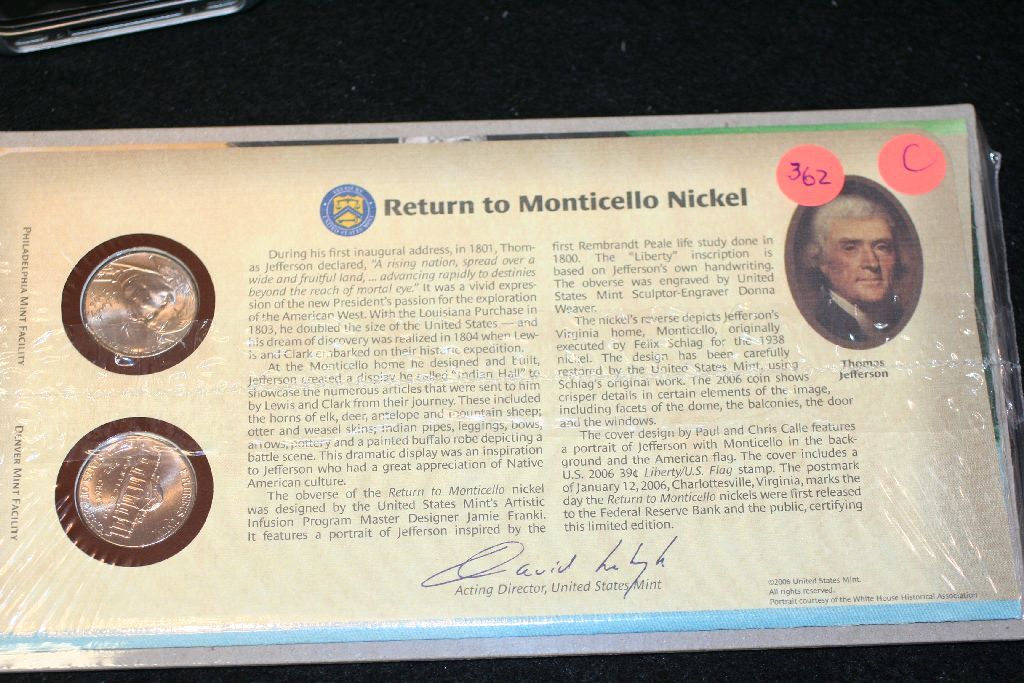 362
C
Return to Monticello Nickel
PHILADELPHIA MINT FACILITY
DENVER MINT FACILITY
During his first inaugural address, in 1801, Thom-
as Jefferson declared, "A rising nation, spread over a
wide and fruitful land, ... advancing rapidly to destinies
beyond the reach of mortal eye." It was a vivid expres-
sion of the new President's passion for the exploration
of the American West. With the Louisiana Purchase in
1803, he doubled the size of the United States — and
his dream of discovery was realized in 1804 when Lew-
is and Clark embarked on their historic expedition.
At the Monticello home he designed and built,
Jefferson created a display he called "Indian Hall" to
showcase the numerous articles that were sent to him
by Lewis and Clark from their journey. These included
the horns of elk, deer, antelope and mountain sheep;
otter and weasel skins; Indian pipes, leggings, bows,
arrows, pottery and a painted buffalo robe depicting a
battle scene. This dramatic display was an inspiration
to Jefferson who had a great appreciation of Native
American culture.
The obverse of the Return to Monticello nickel
was designed by the United States Mint's Artistic
Infusion Program Master Designer Jamie Franki.
It features a portrait of Jefferson inspired by the
first Rembrandt Peale life study done in
1800. The "Liberty" inscription is
based on Jefferson's own handwriting.
The obverse was engraved by United
States Mint Sculptor-Engraver Donna
Weaver.
The nickel's reverse depicts Jefferson's
Virginia home, Monticello, originally
executed by Felix Schlag for the 1938
nickel. The design has been carefully
restored by the United States Mint, using
Schlag's original work. The 2006 coin shows
crisper details in certain elements of the image,
including facets of the dome, the balconies, the door
and the windows.
The cover design by Paul and Chris Calle features
a portrait of Jefferson with Monticello in the back-
ground and the American flag. The cover includes a
U.S. 2006 39¢ Liberty/U.S. Flag stamp. The postmark
of January 12, 2006, Charlottesville, Virginia, marks the
day the Return to Monticello nickels were first released
to the Federal Reserve Bank and the public, certifying
this limited edition.
Thomas
Jefferson
David
Acting Director, United States Mint
©2006 United States Mint.
All rights reserved.
Portrait courtesy of the White House Historical Association